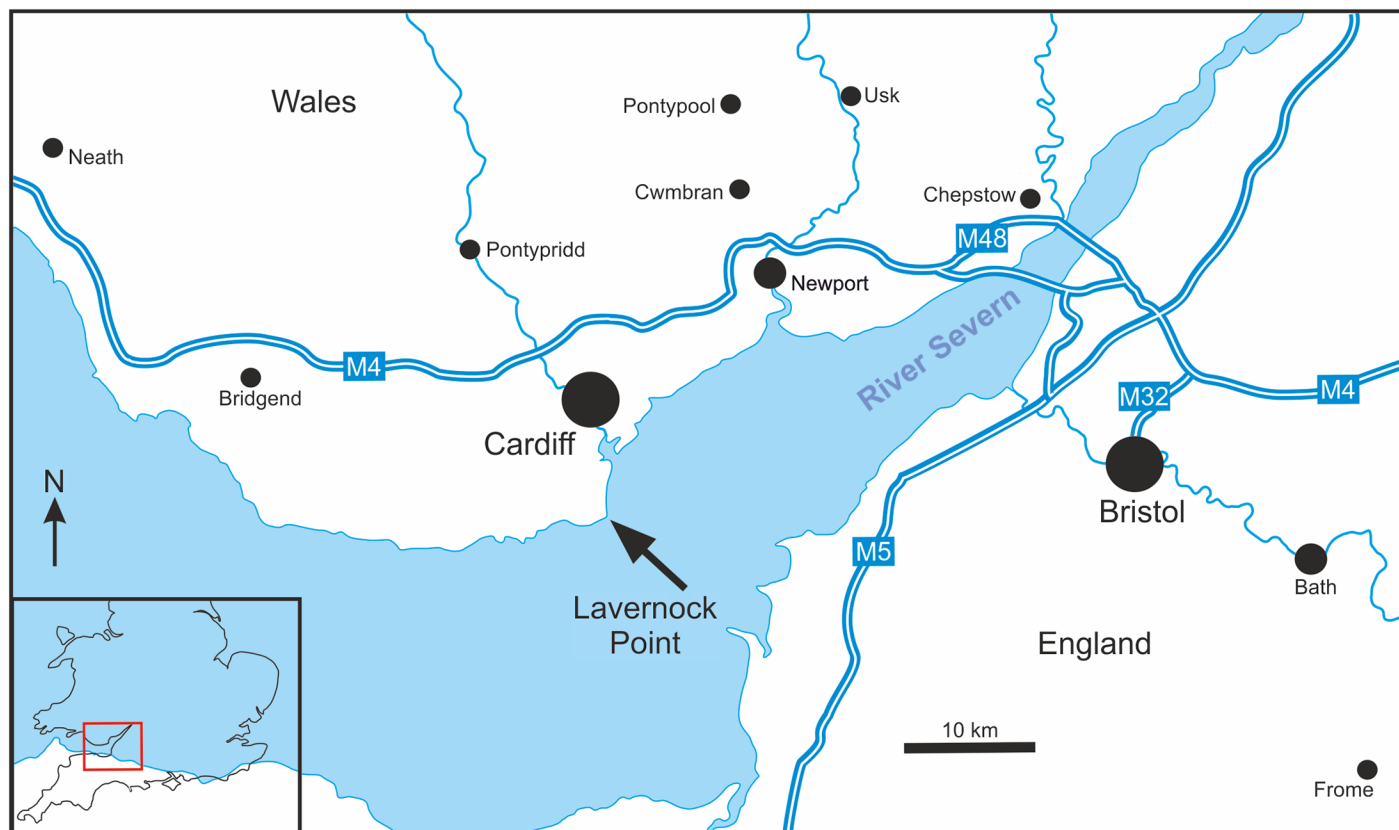 Wales
Pontypool
Usk
Neath
Cwmbran
Chepstow
Pontypridd
M48
Newport
River Severn
M4
Bridgend
M32
M4
Cardiff
N
Bristol
M5
Bath
Lavernock
Point
England
10 km
Frome